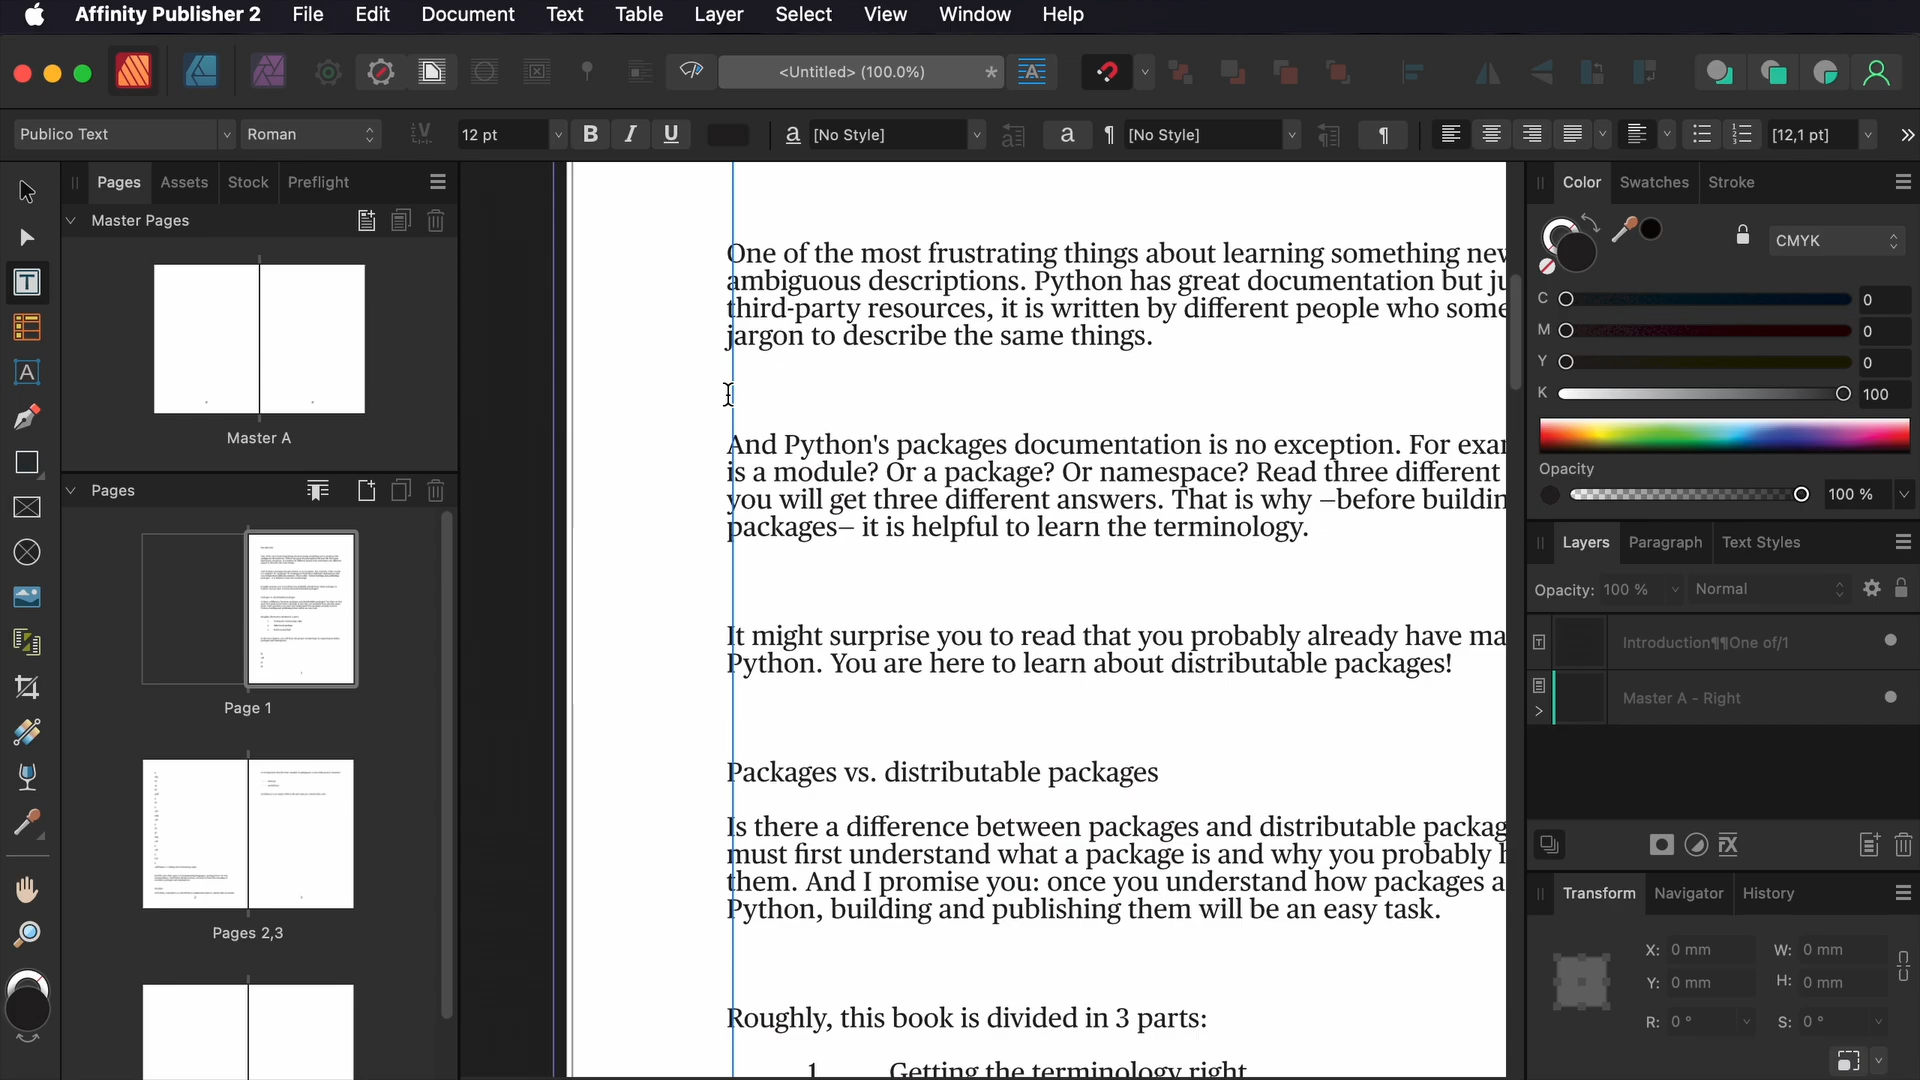 Affinity Publisher 2 File Edit Document Text Table Layer Select View Window Help
<Untitled> (100.0%) *
Publico Text Roman 12 pt B I U a [No Style] a ¶ [No Style] ¶ [12,1 pt] »
Pages Assets Stock Preflight
Master Pages
Master A
Pages
Page 1
Pages 2,3
One of the most frustrating things about learning something new
ambiguous descriptions. Python has great documentation but ju
third-party resources, it is written by different people who some
jargon to describe the same things.
And Python's packages documentation is no exception. For exar
is a module? Or a package? Or namespace? Read three different
you will get three different answers. That is why —before buildin
packages— it is helpful to learn the terminology.
It might surprise you to read that you probably already have ma
Python. You are here to learn about distributable packages!
Packages vs. distributable packages
Is there a difference between packages and distributable packag
must first understand what a package is and why you probably h
them. And I promise you: once you understand how packages a
Python, building and publishing them will be an easy task.
Roughly, this book is divided in 3 parts:
1. Getting the terminology right
Color Swatches Stroke
CMYK
C 0
M 0
Y 0
K 100
Opacity
100 %
Layers Paragraph Text Styles
Opacity: 100 % Normal
Introduction¶¶One of/1
Master A - Right
FX
Transform Navigator History
X: 0 mm W: 0 mm
Y: 0 mm H: 0 mm
R: 0 ° S: 0 °